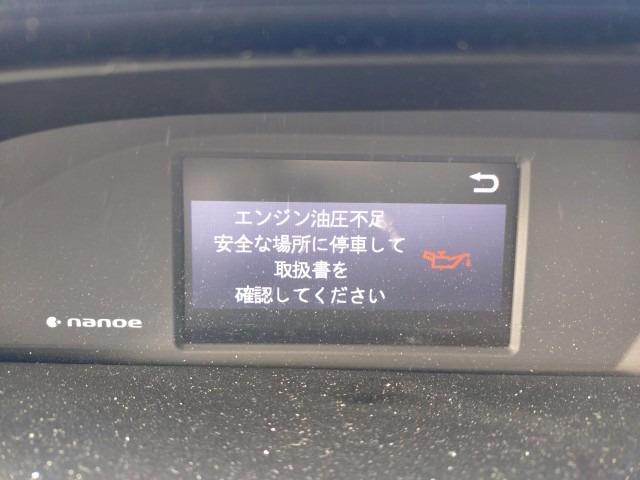 エンジン油圧不足
安全な場所に停車して
取扱書を
確認してください
nanoe